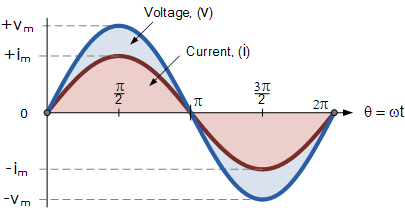 Voltage, (v)
+vm
Current, (i)
+im
π/2
3π/2
0
π
2π
θ = ωt
-im
-vm